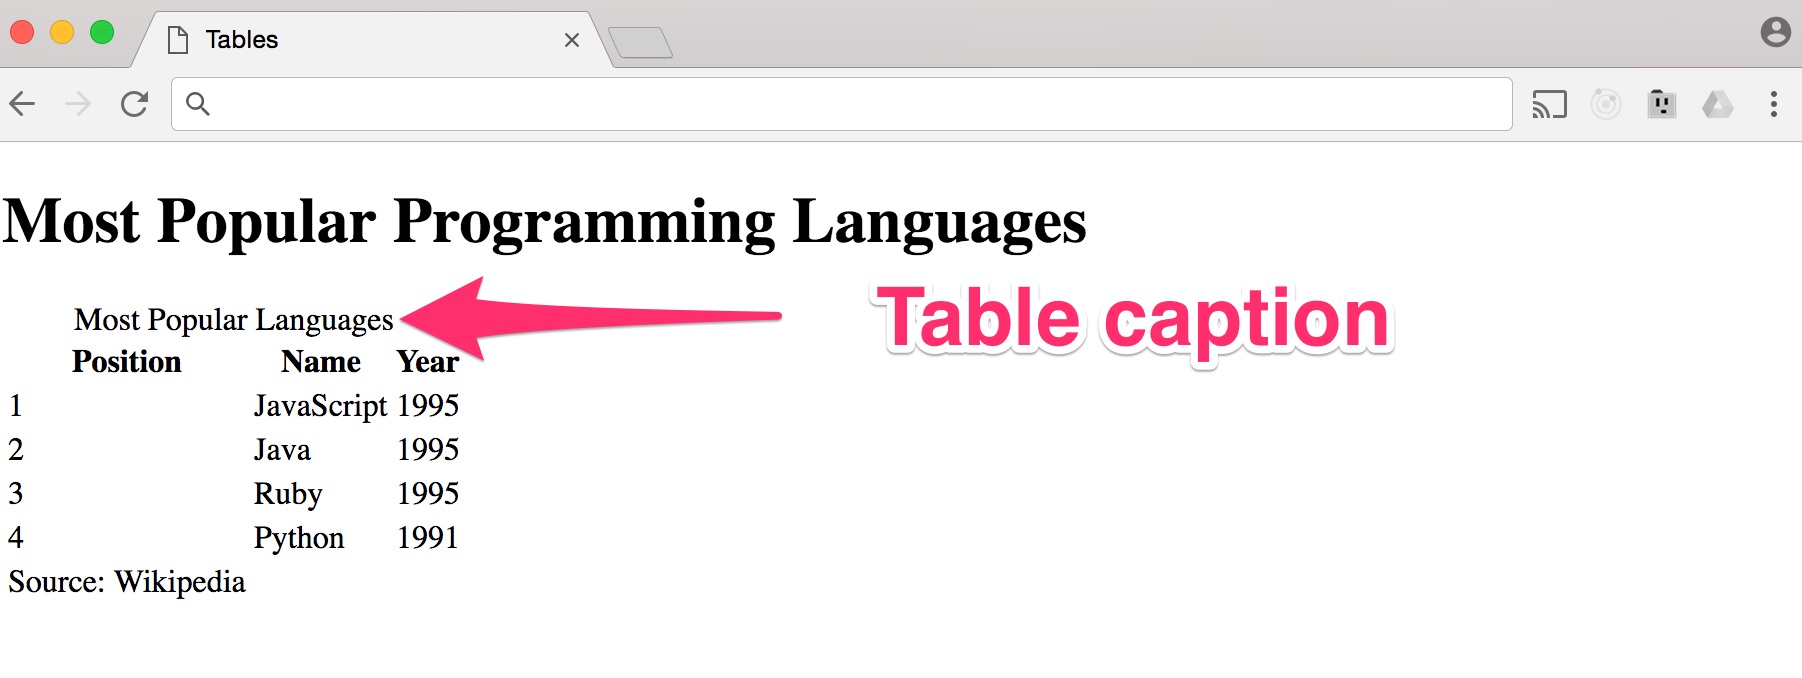 Tables
Most Popular Programming Languages
Most Popular Languages
Table caption
Position Name Year
1 JavaScript 1995
2 Java 1995
3 Ruby 1995
4 Python 1991
Source: Wikipedia